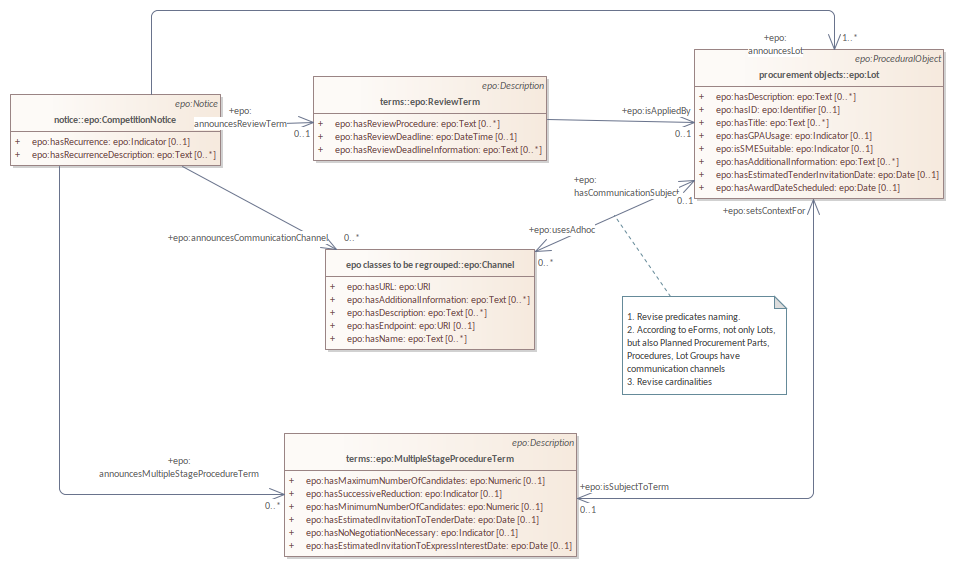 +epo:
announcesLot
1..*
epo:ProceduralObject
procurement objects::epo:Lot
+ epo:hasDescription: epo:Text [0..*]
+ epo:hasID: epo:Identifier [0..1]
+ epo:hasTitle: epo:Text [0..*]
+ epo:hasGPAUsage: epo:Indicator [0..1]
+ epo:isSMESuitable: epo:Indicator [0..1]
+ epo:hasAdditionalInformation: epo:Text [0..*]
+ epo:hasEstimatedTenderInvitationDate: epo:Date [0..1]
+ epo:hasAwardDateScheduled: epo:Date [0..1]
epo:Description
terms::epo:ReviewTerm
+ epo:hasReviewProcedure: epo:Text [0..*]
+ epo:hasReviewDeadline: epo:DateTime [0..1]
+ epo:hasReviewDeadlineInformation: epo:Text [0..*]
+epo:isAppliedBy
0..1
epo:Notice
notice::epo:CompetitionNotice
+ epo:hasRecurrence: epo:Indicator [0..1]
+ epo:hasRecurrenceDescription: epo:Text [0..*]
+epo:
announcesReviewTerm
0..1
+epo:
hasCommunicationSubject
0..1
+epo:setsContextFor
+epo:usesAdhoc
0..*
+epo:announcesCommunicationChannel
0..*
epo classes to be regrouped::epo:Channel
+ epo:hasURL: epo:URI
+ epo:hasAdditionalInformation: epo:Text [0..*]
+ epo:hasDescription: epo:Text [0..*]
+ epo:hasEndpoint: epo:URI [0..1]
+ epo:hasName: epo:Text [0..*]
1. Revise predicates naming.
2. According to eForms, not only Lots,
but also Planned Procurement Parts,
Procedures, Lot Groups have
communication channels
3. Revise cardinalities
epo:Description
terms::epo:MultipleStageProcedureTerm
+ epo:hasMaximumNumberOfCandidates: epo:Numeric [0..1]
+ epo:hasSuccessiveReduction: epo:Indicator [0..1]
+ epo:hasMinimumNumberOfCandidates: epo:Numeric [0..1]
+ epo:hasEstimatedInvitationToTenderDate: epo:Date [0..1]
+ epo:hasNoNegotiationNecessary: epo:Indicator [0..1]
+ epo:hasEstimatedInvitationToExpressInterestDate: epo:Date [0..1]
+epo:
announcesMultipleStageProcedureTerm
0..*
+epo:isSubjectToTerm
0..1